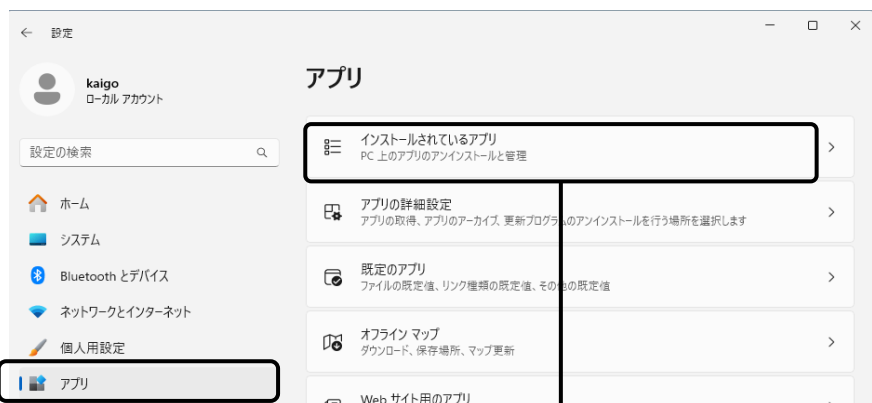 設定
kaigo
ローカル アカウント
設定の検索
ホーム
システム
Bluetooth とデバイス
ネットワークとインターネット
個人用設定
アプリ
アプリ
インストールされているアプリ
PC 上のアプリのアンインストールと管理
アプリの詳細設定
アプリの取得、アプリのアーカイブ、更新プログラムのアンインストールを行う場所を選択します
既定のアプリ
ファイルの既定値、リンク種類の既定値、その他の既定値
オフライン マップ
ダウンロード、保存場所、マップ更新
Web サイト用のアプリ